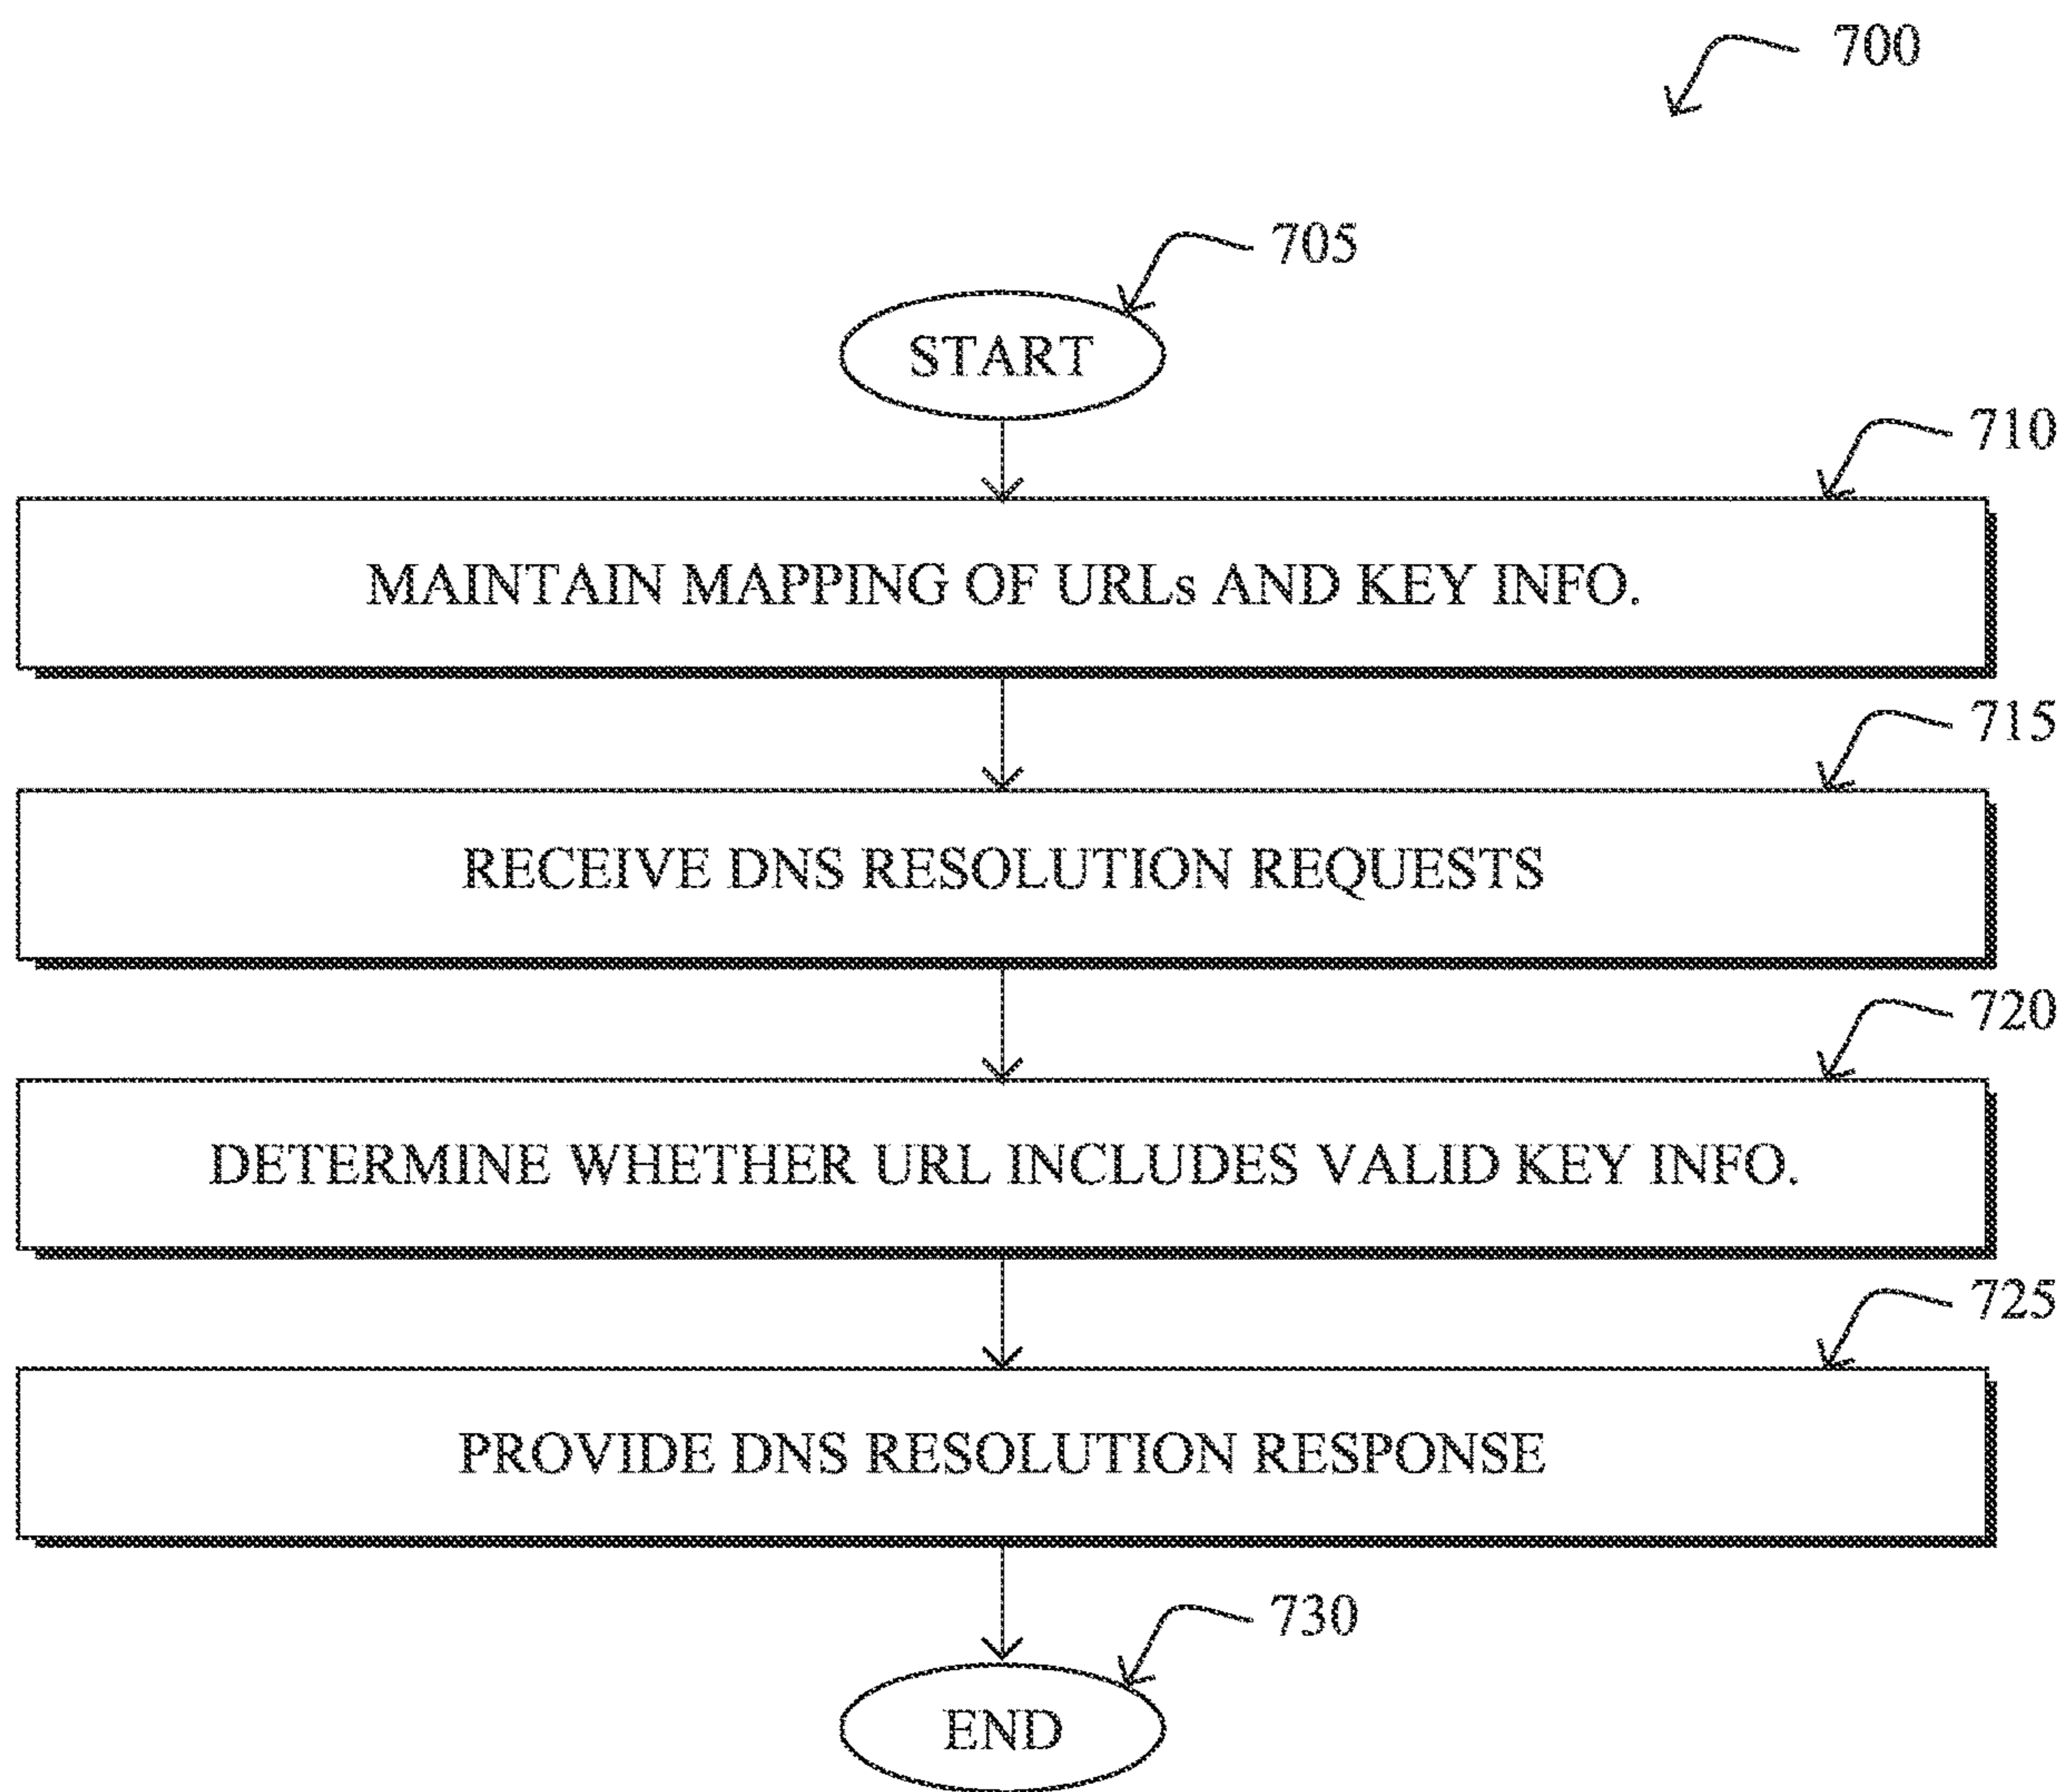 700
705
START
710
MAINTAIN MAPPING OF URLs AND KEY INFO.
715
RECEIVE DNS RESOLUTION REQUESTS
720
DETERMINE WHETHER URL INCLUDES VALID KEY INFO.
725
PROVIDE DNS RESOLUTION RESPONSE
730
END